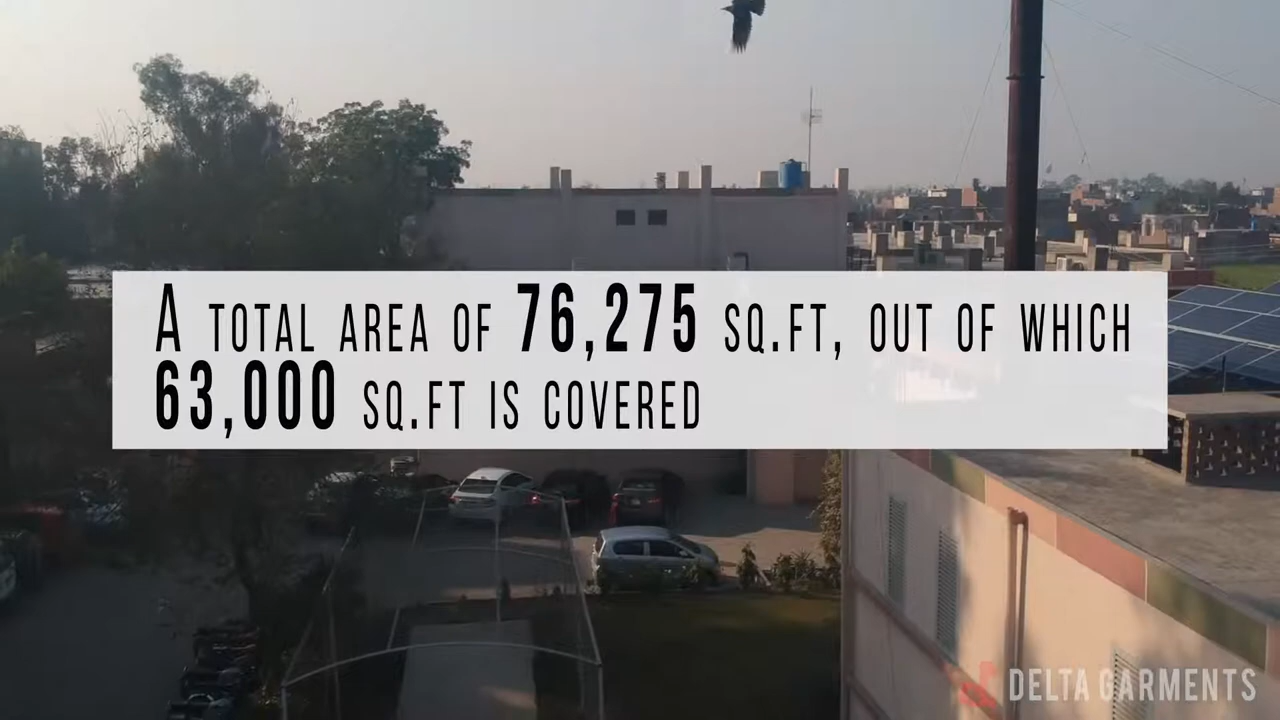 A TOTAL AREA OF 76,275 SQ.FT, OUT OF WHICH
63,000 SQ.FT IS COVERED
DELTA GARMENTS